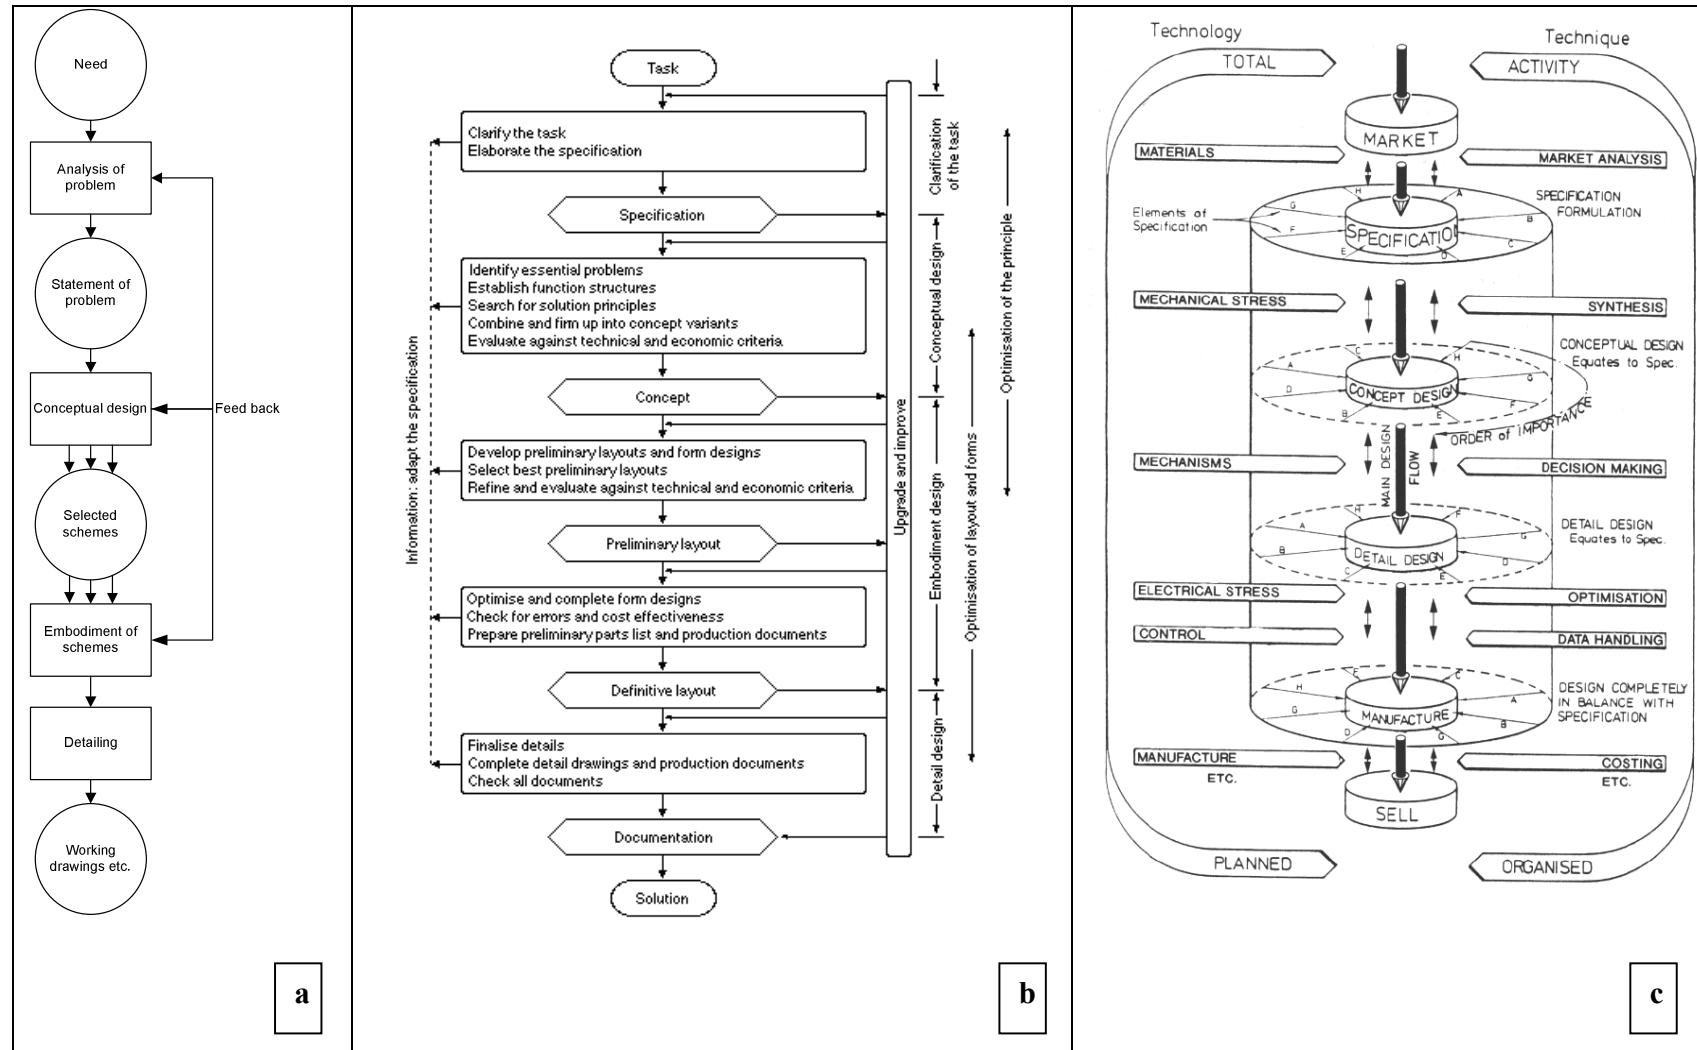 Need
Analysis of
problem
Statement of
problem
Conceptual design
Feed back
Selected
schemes
Embodiment of
schemes
Detailing
Working
drawings etc.
a
Task
Clarify the task
Elaborate the specification
Specification
Identify essential problems
Establish function structures
Search for solution principles
Combine and firm up into concept variants
Evaluate against technical and economic criteria
Concept
Develop preliminary layouts and form designs
Select best preliminary layouts
Refine and evaluate against technical and economic criteria
Preliminary layout
Optimise and complete form designs
Check for errors and cost effectiveness
Prepare preliminary parts list and production documents
Definitive layout
Finalise details
Complete detail drawings and production documents
Check all documents
Documentation
Solution
Information: adapt the specification
Upgrade and improve
Clarification
of the task
Conceptual design
Embodiment design
Detail design
Optimisation of the principle
Optimisation of layout and forms
b
Technology
Technique
TOTAL
ACTIVITY
MARKET
MATERIALS
MARKET ANALYSIS
SPECIFICATION
FORMULATION
Elements of
Specification
H
A
G
B
F
C
E
D
SPECIFICATION
MECHANICAL STRESS
SYNTHESIS
CONCEPTUAL DESIGN
Equates to Spec.
C
H
A
G
D
F
B
E
CONCEPT DESIGN
ORDER of IMPORTANCE
MAIN DESIGN
FLOW
MECHANISMS
DECISION MAKING
DETAIL DESIGN
Equates to Spec.
H
F
A
G
B
D
C
E
DETAIL DESIGN
ELECTRICAL STRESS
OPTIMISATION
CONTROL
DATA HANDLING
DESIGN COMPLETELY
IN BALANCE WITH
SPECIFICATION
H
A
G
B
D
G
MANUFACTURE
MANUFACTURE
ETC.
COSTING
ETC.
SELL
PLANNED
ORGANISED
c